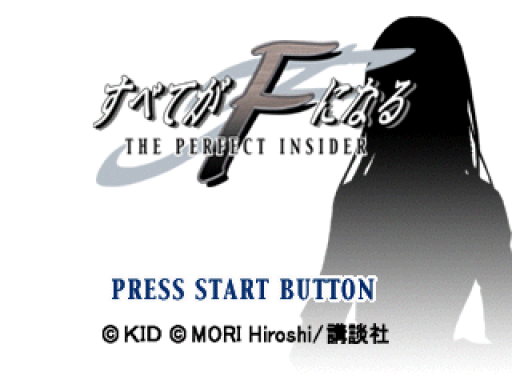 すべてがFになる
THE PERFECT INSIDER
PRESS START BUTTON
© KID © MORI Hiroshi/講談社